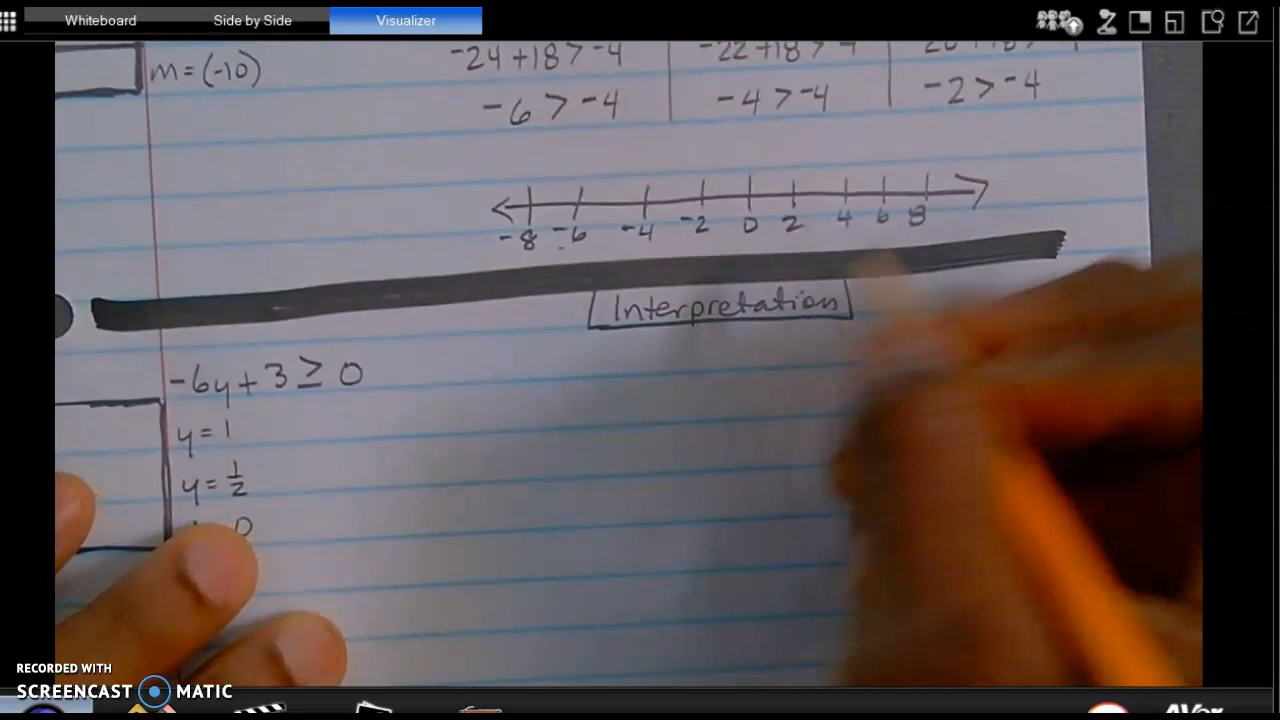 Whiteboard Side by Side Visualizer
m = (-10)
-24 + 18 > -4
-22 + 18 > -4
-6 > -4
-4 > -4
-2 > -4
-8 -6 -4 -2 0 2 4 6 8
Interpretation
-6y + 3 ≥ 0
y = 1
y = 1/2
0
RECORDED WITH
SCREENCAST MATIC